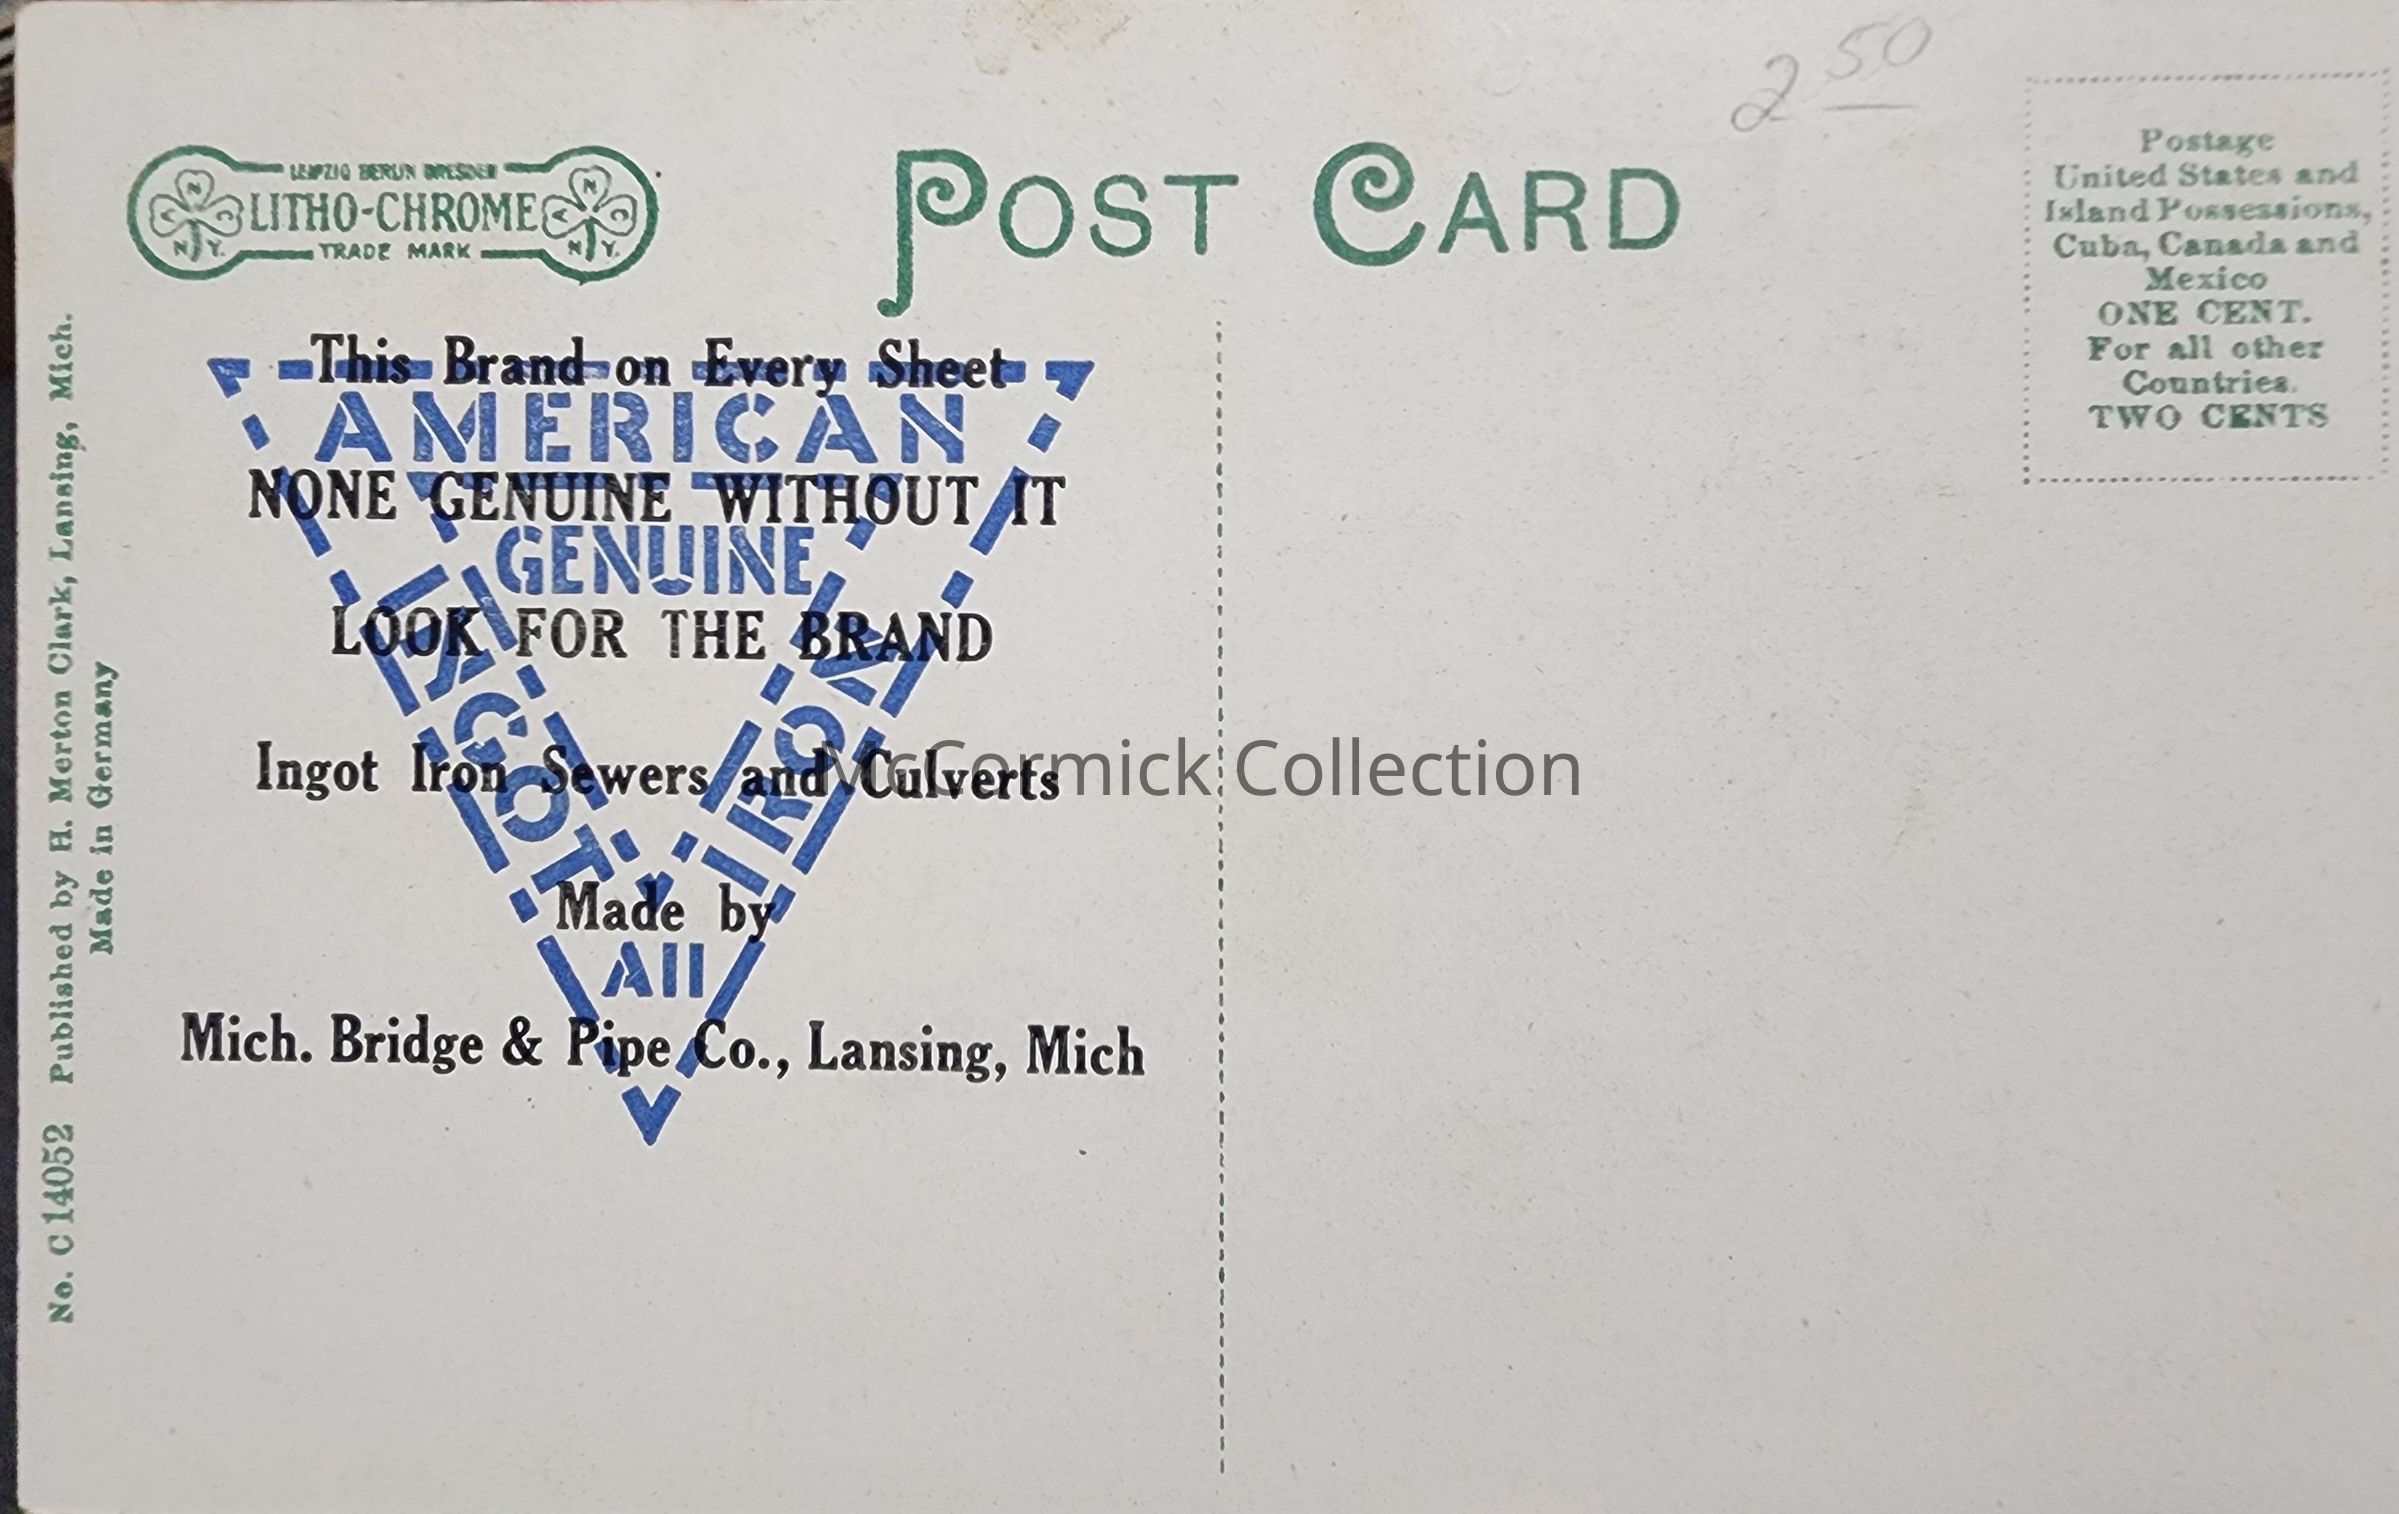 2 50
LEIPZIG BERLIN DRESDEN
LITHO-CHROME
TRADE MARK
N
A C
N Y.
N
A C
N Y.
POST CARD
Postage
United States and
Island Possessions,
Cuba, Canada and
Mexico
ONE CENT.
For all other
Countries.
TWO CENTS
This Brand on Every Sheet
AMERICAN
NONE GENUINE WITHOUT IT
GENUINE
LOOK FOR THE BRAND
INGOT IRON
Ingot Iron Sewers and Culverts
Made by
All
Mich. Bridge & Pipe Co., Lansing, Mich
McCormick Collection
No. C 14052 Published by H. Merton Clark, Lansing, Mich.
Made in Germany